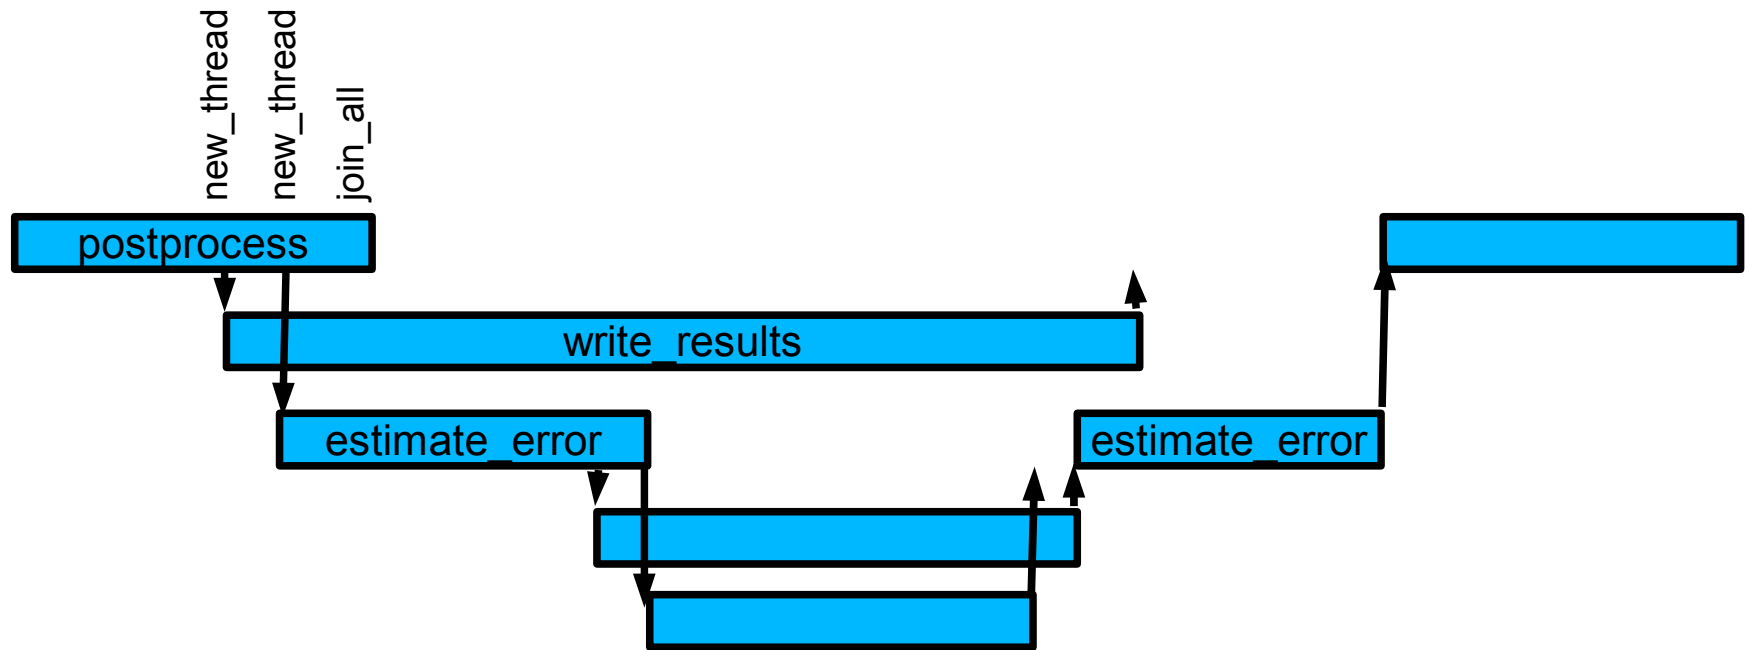 new_thread
new_thread
join_all
postprocess
write_results
estimate_error
estimate_error